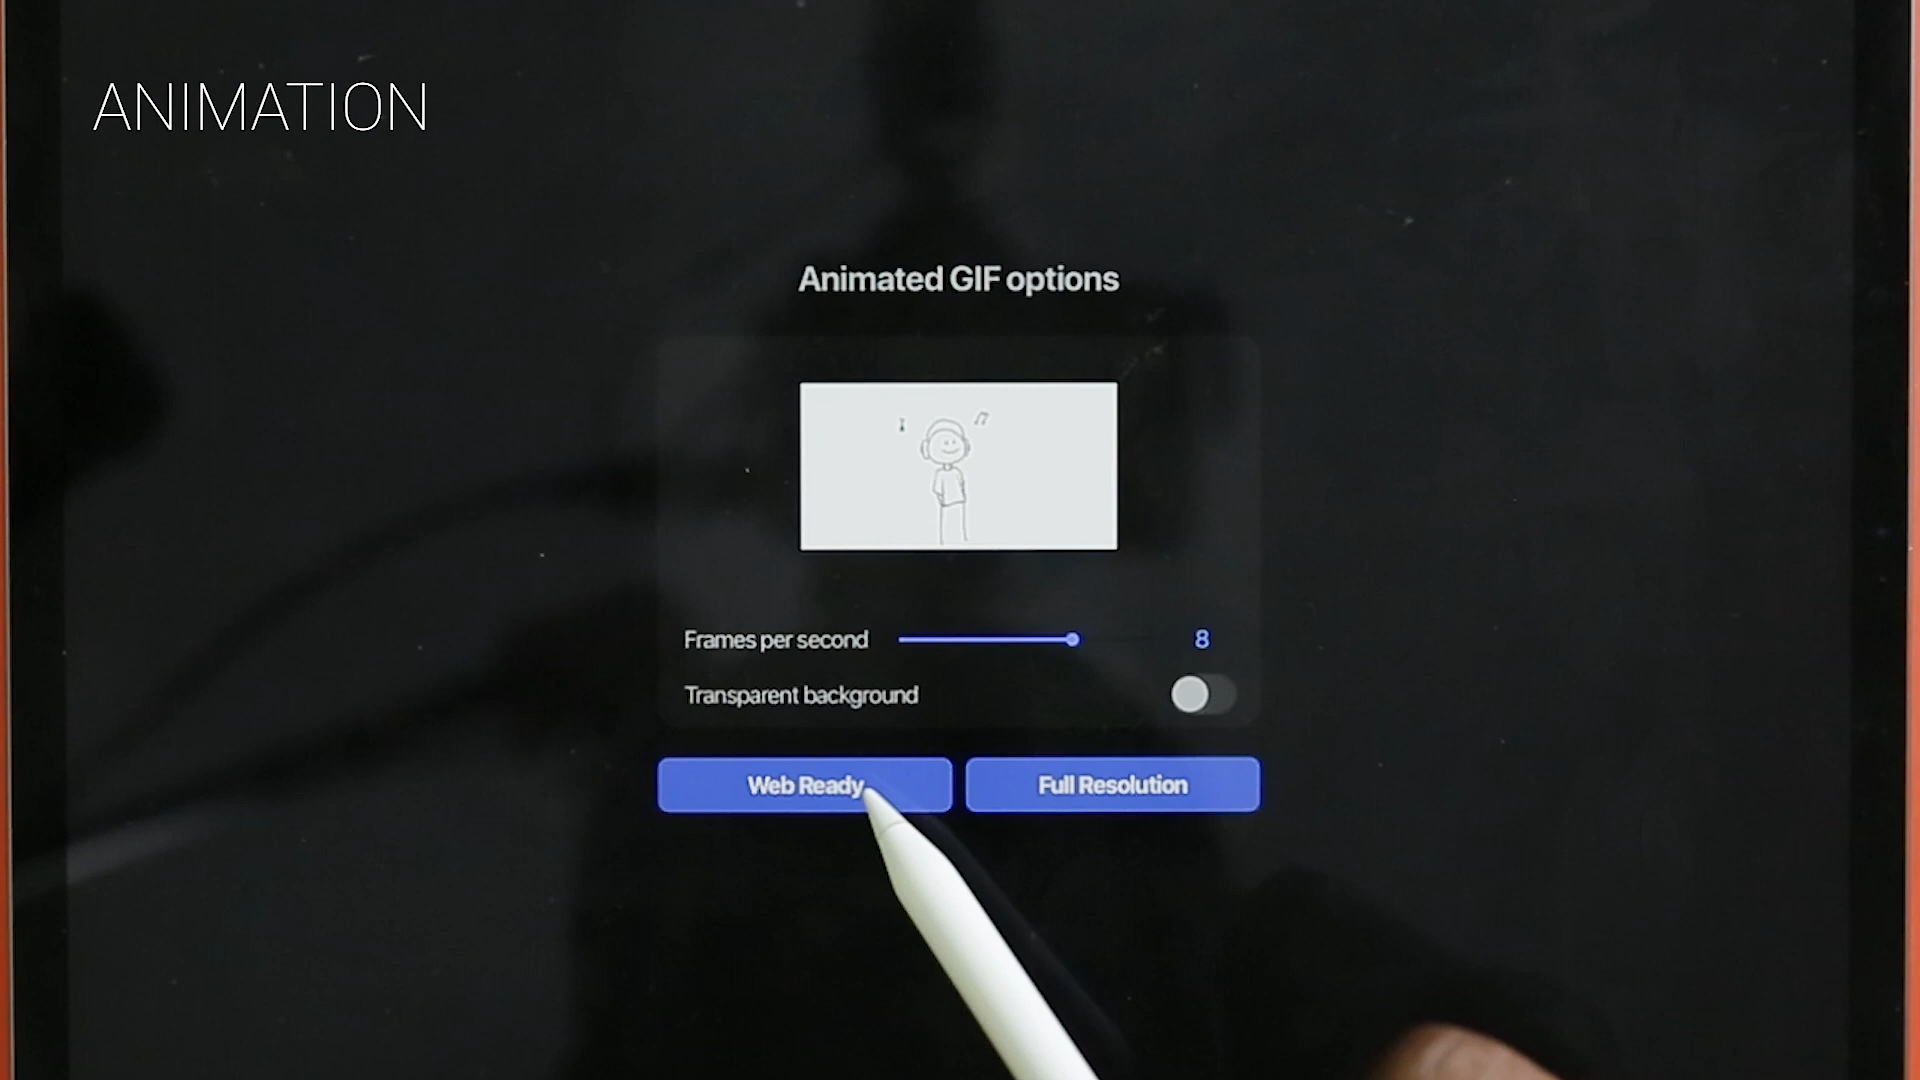 ANIMATION
Animated GIF options
Frames per second 8
Transparent background
Web Ready
Full Resolution